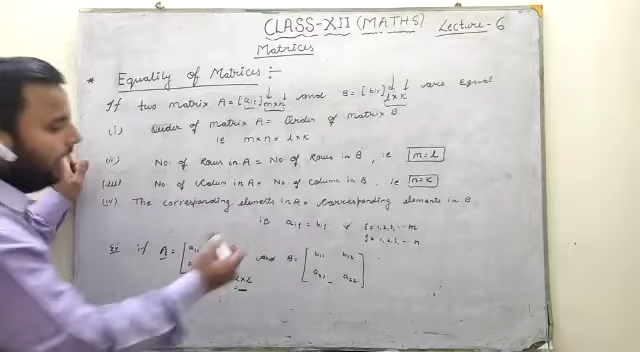 CLASS-XII (MATHS) Lecture-6
Matrices
* Equality of Matrices :-
If two matrix A = [aij]m×n and B = [bij]l×k are equal
(i) Order of matrix A = Order of matrix B
ie m×n = l×k
(ii) No. of Rows in A = No. of Rows in B, ie m=l
(iii) No. of Column in A = No. of Column in B, ie n=k
(iv) The corresponding elements in A = Corresponding elements in B
ie aij = bij ∀ i = 1,2,3,...m
j = 1,2,3,...n
Ex if A = [a11 and B = [b11 b12
a21 a22]